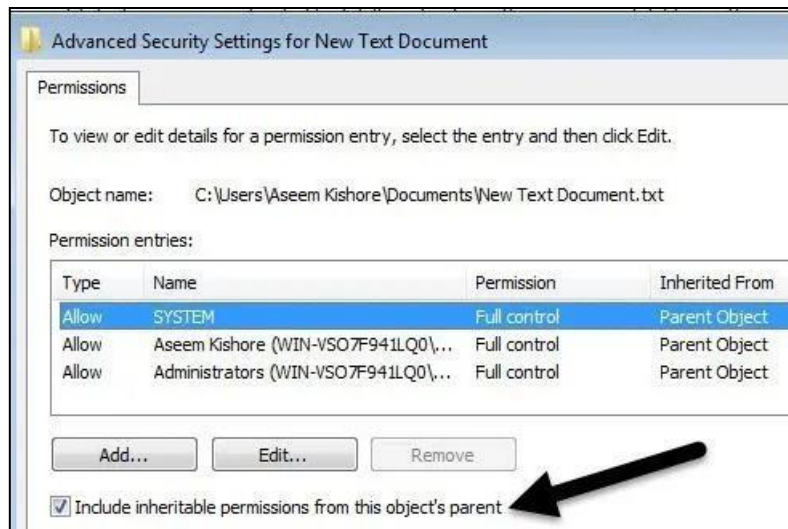 Advanced Security Settings for New Text Document
Permissions
To view or edit details for a permission entry, select the entry and then click Edit.
Object name: C:\Users\Aseem Kishore\Documents\New Text Document.txt
Permission entries:
Type Name Permission Inherited From
Allow SYSTEM Full control Parent Object
Allow Aseem Kishore (WIN-VSO7F941LQ0\... Full control Parent Object
Allow Administrators (WIN-VSO7F941LQ0\... Full control Parent Object
Add... Edit... Remove
Include inheritable permissions from this object's parent